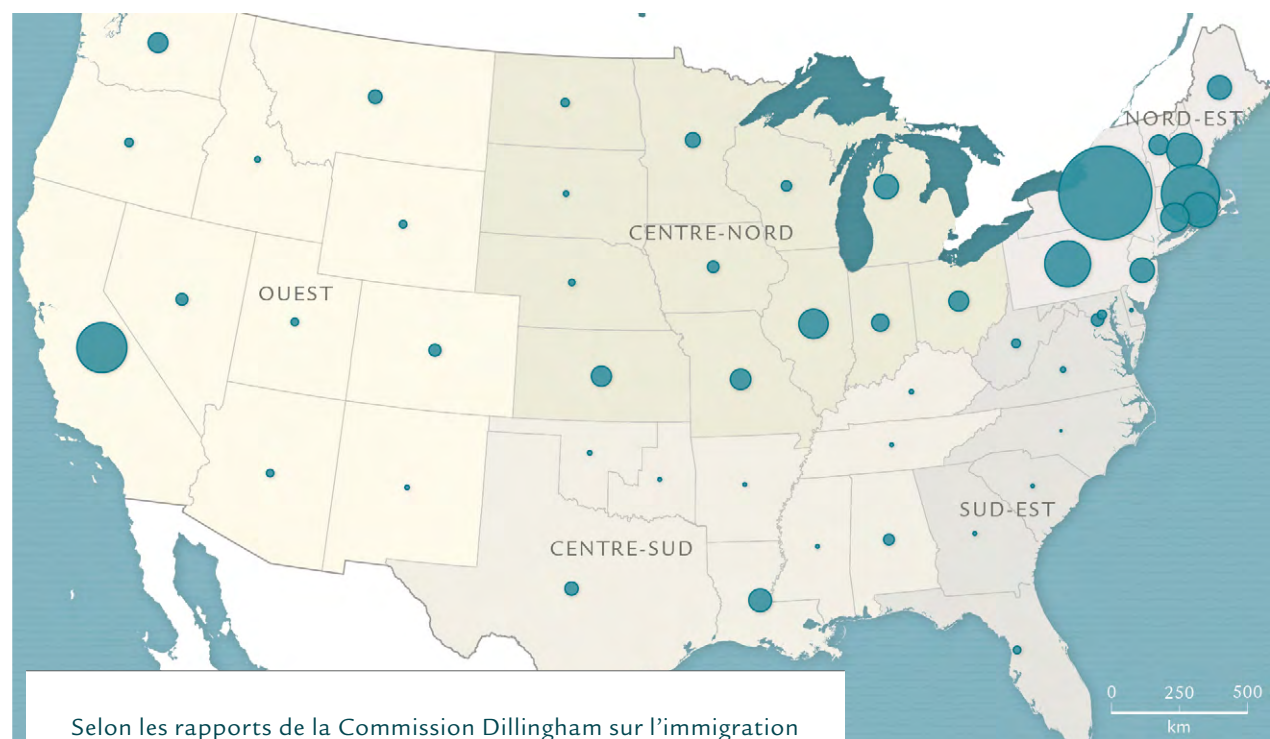 NORD-EST
CENTRE-NORD
OUEST
SUD-EST
CENTRE-SUD
0 250 500
km
Selon les rapports de la Commission Dillingham sur l’immigration